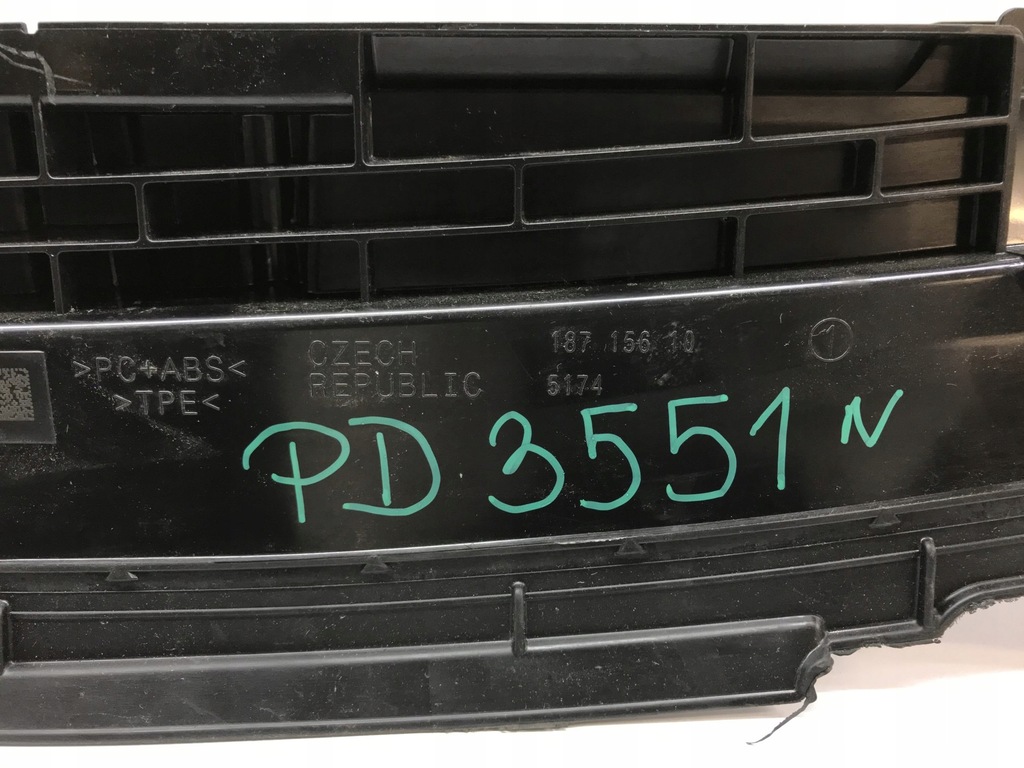 >PC+ABS<
>TPE<
CZECH
REPUBLIC
187 156 10
5174
1
PD 3551 N